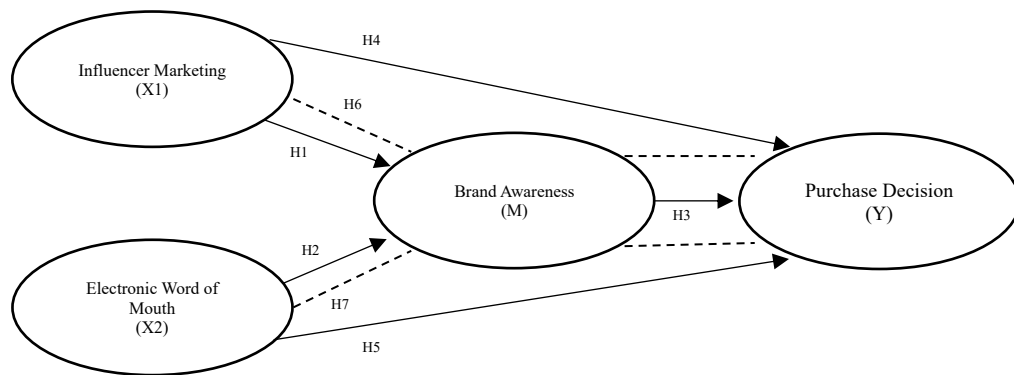 Influencer Marketing
(X1)
H4
H6
H1
Brand Awareness
(M)
H3
Purchase Decision
(Y)
H2
H7
Electronic Word of
Mouth
(X2)
H5